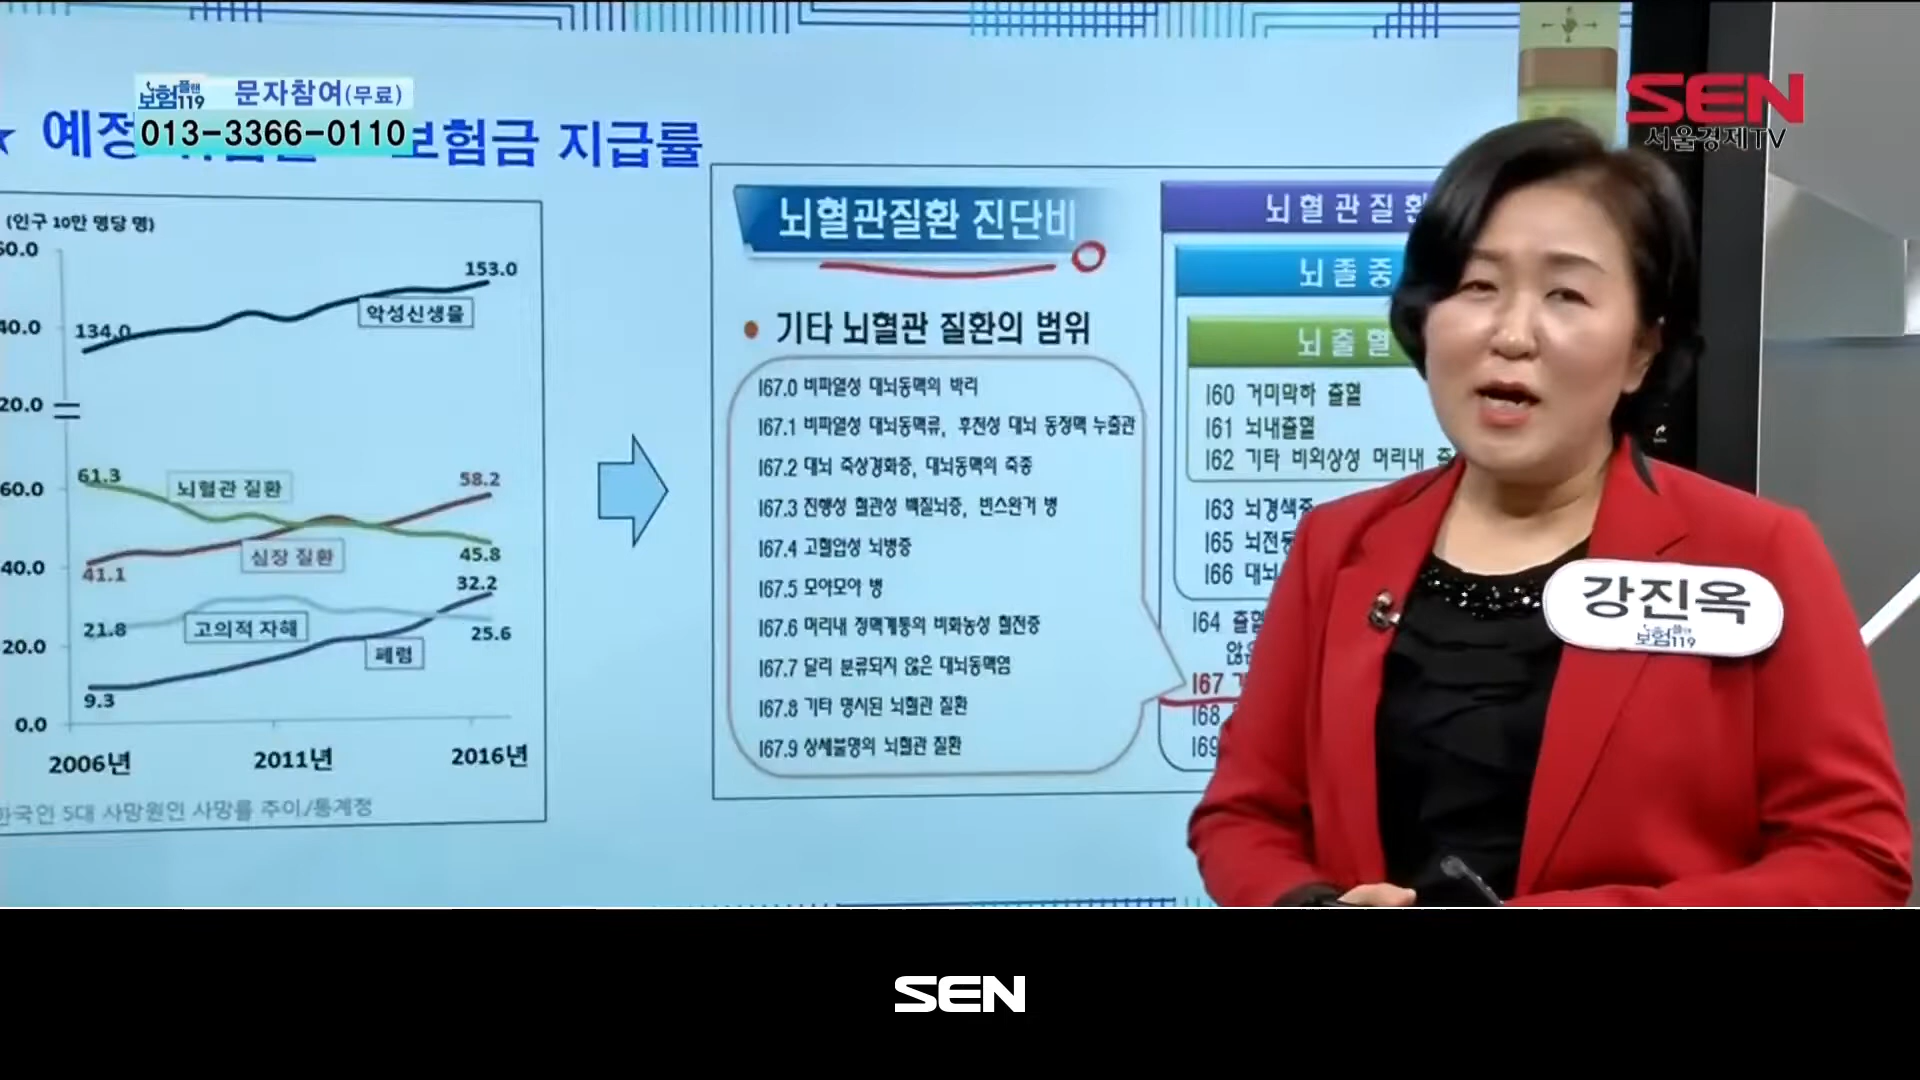 보험플랜119 문자참여(무료)
013-3366-0110
SEN
서울경제TV
★ 예정 보험금 지급률
(인구 10만 명당 명)
40.0
20.0
60.0
40.0
20.0
0.0
134.0
153.0
악성신생물
61.3
뇌혈관 질환
58.2
41.1
심장 질환
45.8
32.2
21.8
고의적 자해
25.6
폐렴
9.3
2006년
2011년
2016년
한국인 5대 사망원인 사망률 추이/통계청
뇌혈관질환 진단비
• 기타 뇌혈관 질환의 범위
I67.0 비파열성 대뇌동맥의 박리
I67.1 비파열성 대뇌동맥류, 후천성 대뇌 동정맥 누출관
I67.2 대뇌 죽상경화증, 대뇌동맥의 죽종
I67.3 진행성 혈관성 백질뇌증, 빈스완거 병
I67.4 고혈압성 뇌병증
I67.5 모야모야 병
I67.6 머리내 정맥계통의 비화농성 혈전증
I67.7 달리 분류되지 않은 대뇌동맥염
I67.8 기타 명시된 뇌혈관 질환
I67.9 상세불명의 뇌혈관 질환
뇌혈관질환
뇌졸중
뇌출혈
I60 거미막하 출혈
I61 뇌내출혈
I62 기타 비외상성 머리내
I63 뇌경색증
I65
I66
I64
I67
I68
I69
강진옥
보험플랜119
SEN